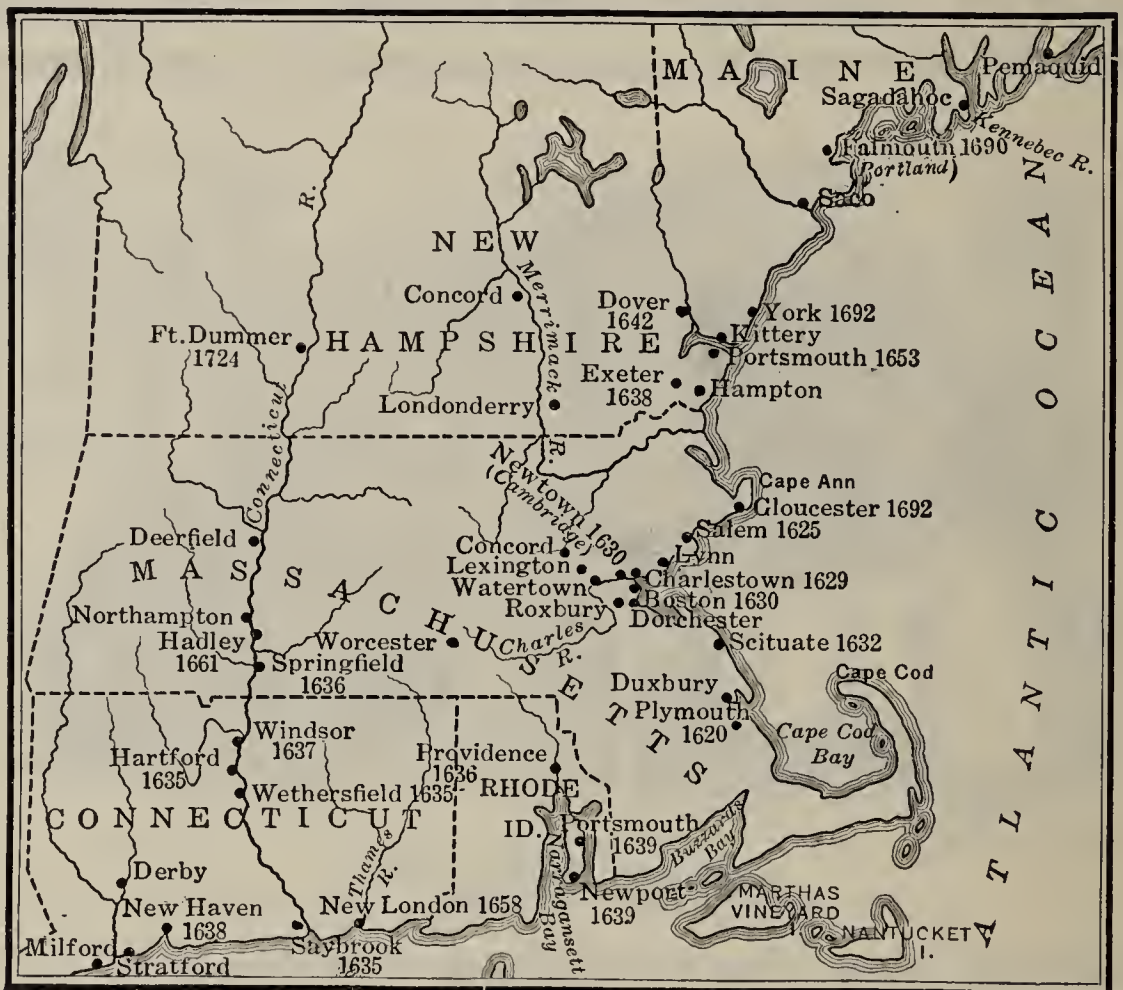 MAINE
Pemaquid
Sagadahoc
Kennebec R.
Falmouth 1690
(Portland)
Saco
R.
NEW
Merrimack
Concord
Dover
1642
York 1692
Kittery
Ft. Dummer
1724
HAMPSHIRE
Portsmouth 1653
Exeter
1638
Hampton
Londonderry
Connecticut
R.
Newtown 1630
(Cambridge)
Cape Ann
Gloucester 1692
Salem 1625
Deerfield
Concord
Lynn
MASSACHUSETTS
Lexington
Charlestown 1629
Watertown
Boston 1630
Roxbury
Dorchester
Northampton
Hadley
1661
Worcester
Charles
R.
Scituate 1632
Springfield
1636
Cape Cod
Duxbury
Plymouth
1620
Cape Cod
Bay
Windsor
1637
Hartford
1635
Providence
1636
Wethersfield 1635
RHODE
ID.
CONNECTICUT
Portsmouth
1639
Buzzards
Bay
Thames
R.
Narragansett
Bay
Derby
Newport
1639
MARTHAS
VINEYARD
New Haven
1638
New London 1658
NANTUCKET
I.
Milford
Stratford
Saybrook
1635
ATLANTIC OCEAN